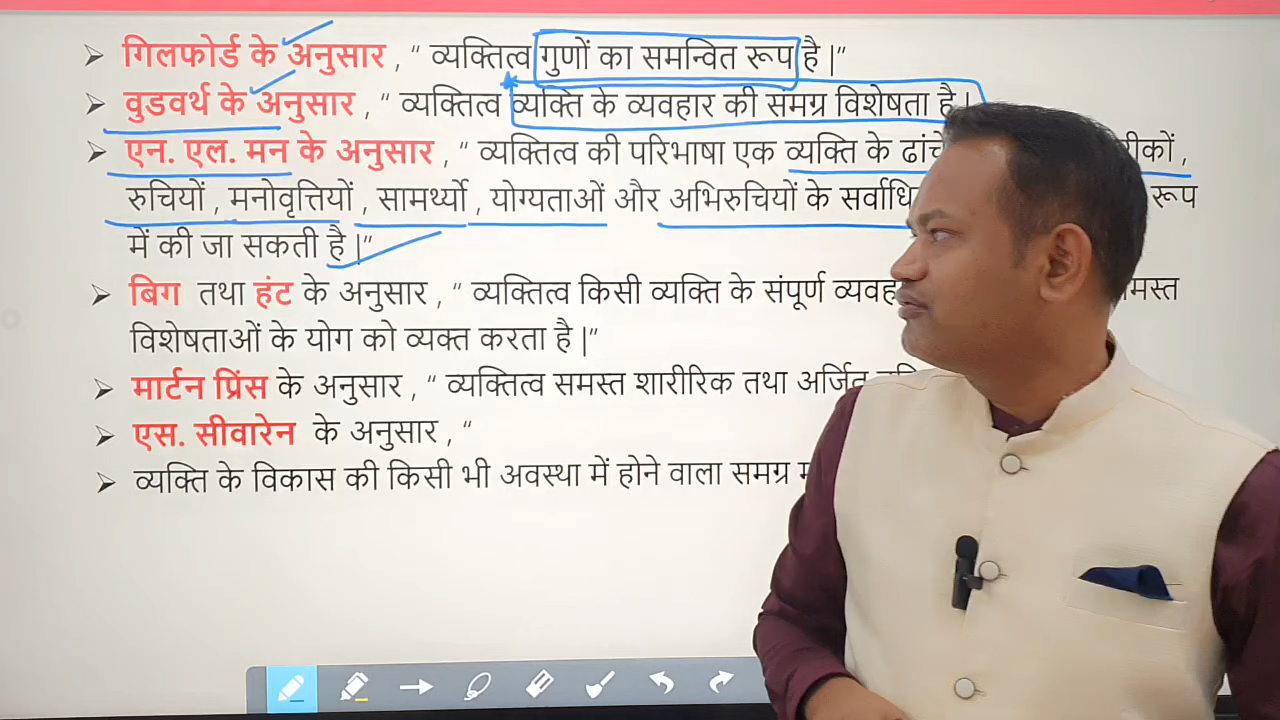 गिलफोर्ड के अनुसार , “ व्यक्तित्व गुणों का समन्वित रूप है |”
वुडवर्थ के अनुसार , “ व्यक्तित्व व्यक्ति के व्यवहार की समग्र विशेषता है |
एन. एल. मन के अनुसार , “ व्यक्तित्व की परिभाषा एक व्यक्ति के ढांचे
रुचियों , मनोवृत्तियों , सामर्थ्यो , योग्यताओं और अभिरुचियों के रूप
में की जा सकती है |”
बिग तथा हंट के अनुसार , “ व्यक्तित्व किसी व्यक्ति के संपूर्ण
विशेषताओं के योग को व्यक्त करता है |”
मार्टन प्रिंस के अनुसार , “ व्यक्तित्व समस्त शारीरिक तथा अर्जित
एस. सीवारेन के अनुसार , “
व्यक्ति के विकास की किसी भी अवस्था में होने वाला समग्र